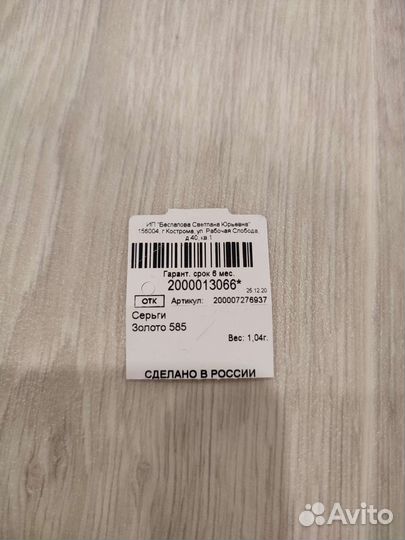 ИП "Беспалова Светлана Юрьевна"
156004, г.Кострома, ул. Рабочая Слобода,
д.40, кв.1
Гарант. срок 6 мес.
2000013066*
25.12.20
ОТК Артикул: 200007276937
Серьги
Золото 585
Вес: 1,04г.
СДЕЛАНО В РОССИИ
Avito